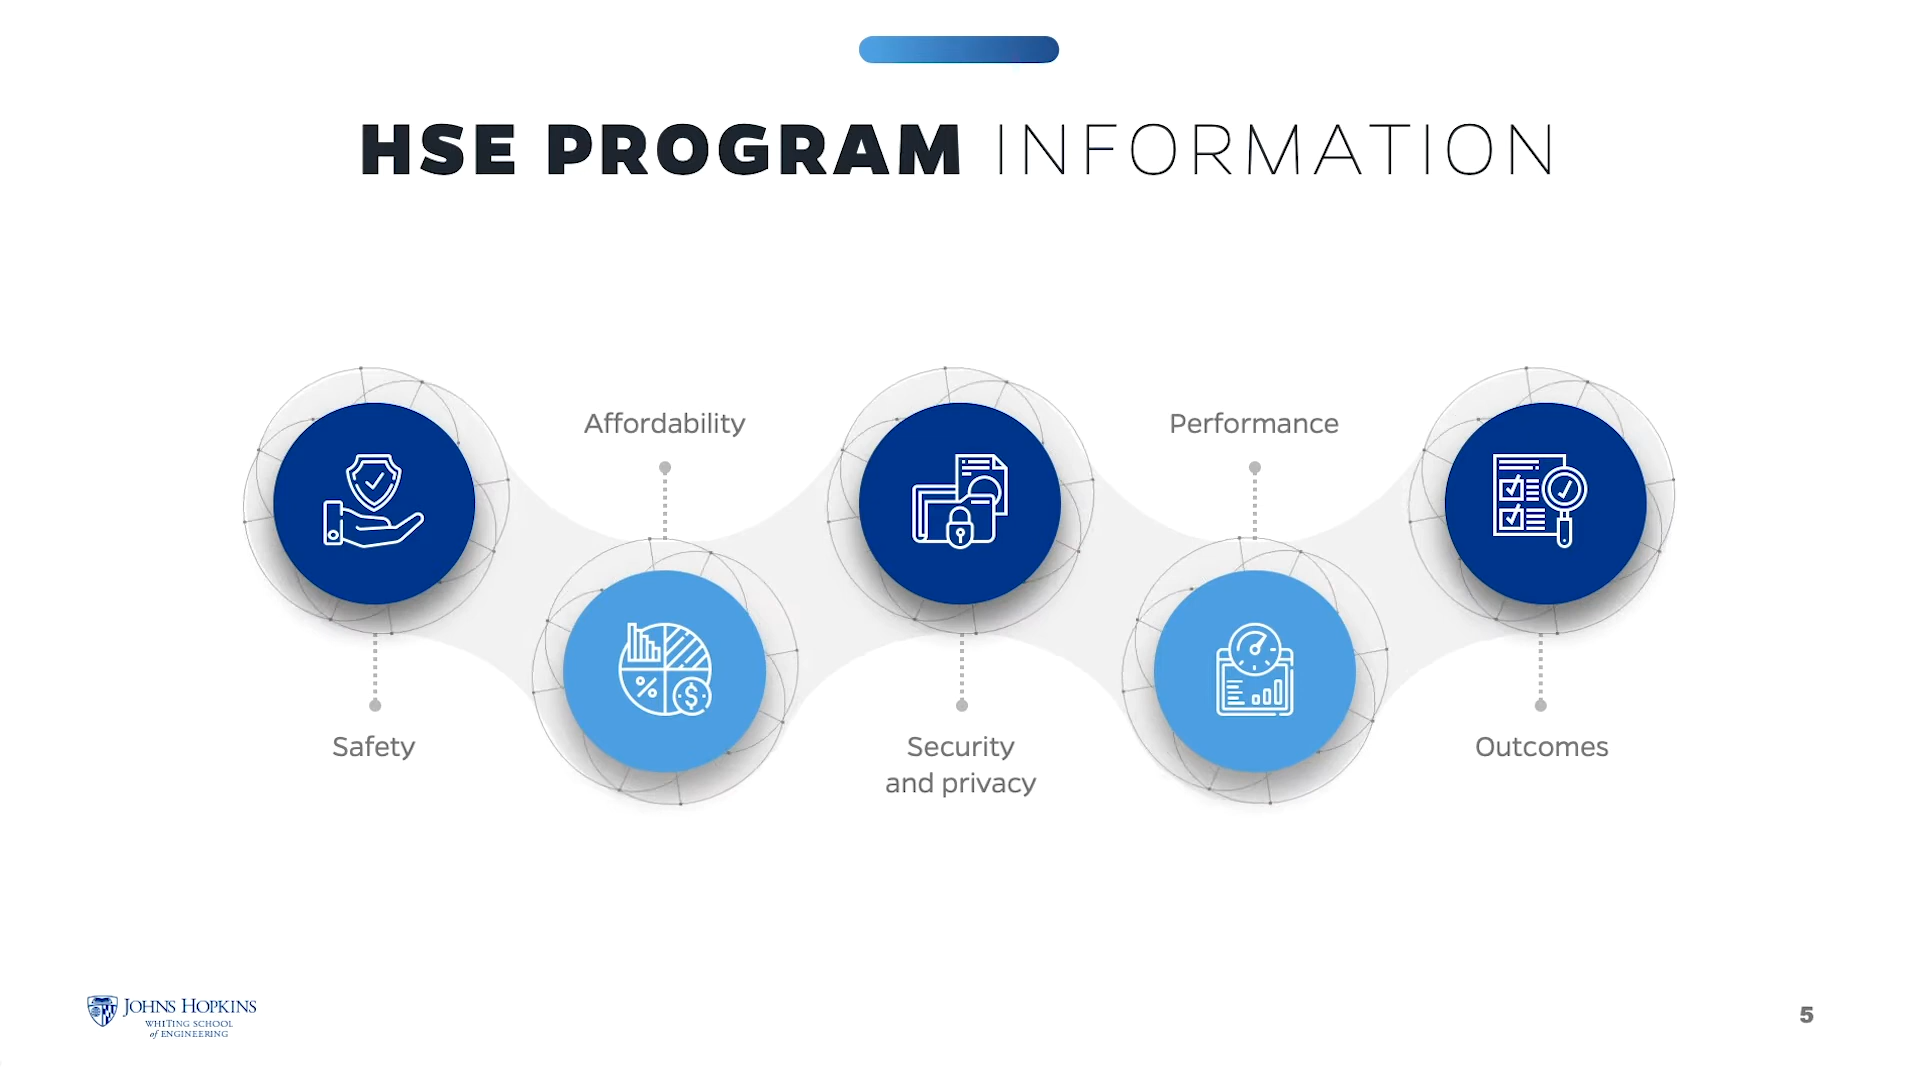 HSE PROGRAM INFORMATION
Affordability
Performance
%
$
Safety
Security
and privacy
Outcomes
JOHNS HOPKINS
WHITING SCHOOL
of ENGINEERING
5